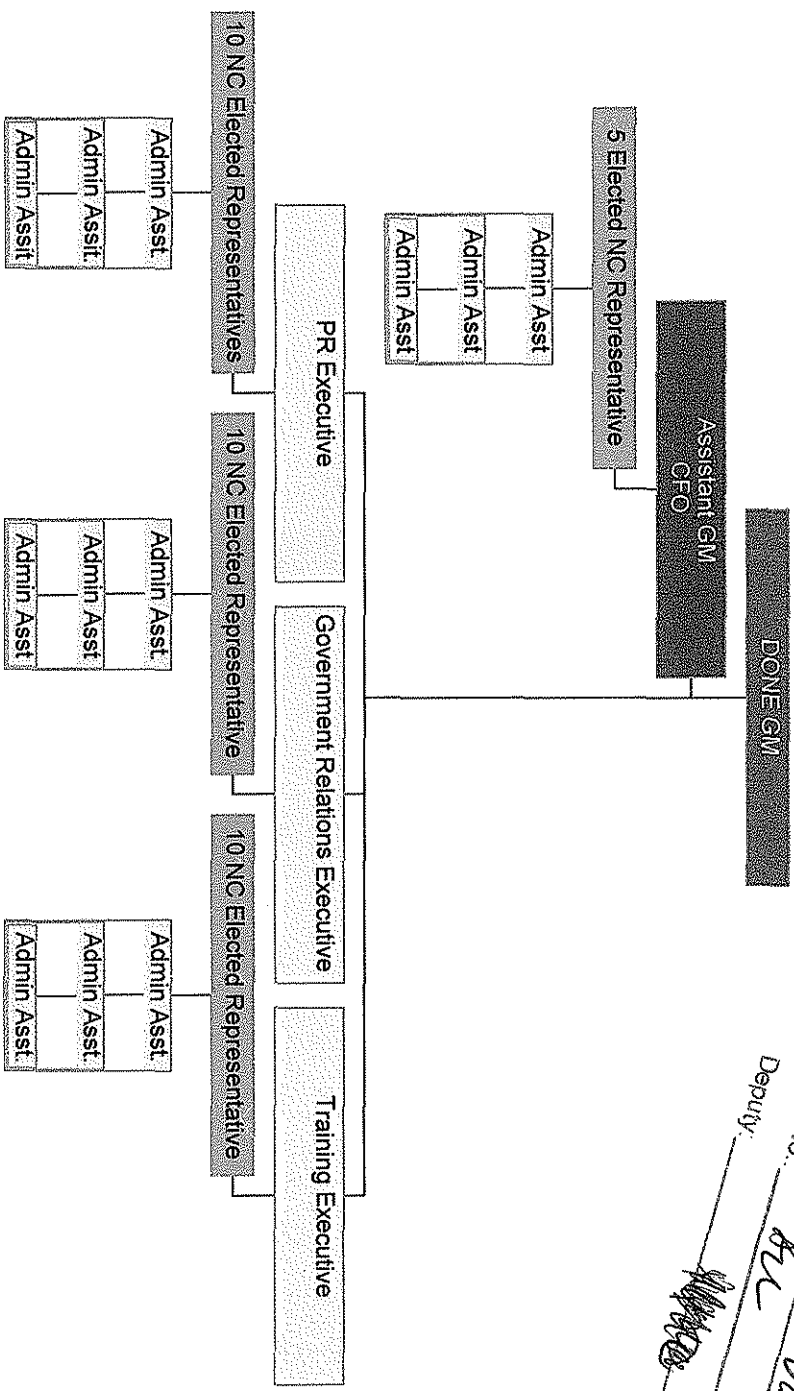 DONE GM
Assistant GM
CFO
5 Elected NC Representative
Admin Asst
Admin Asst
Admin Asst
PR Executive
Government Relations Executive
Training Executive
10 NC Elected Representatives
10 NC Elected Representative
10 NC Elected Representative
Admin Asst.
Admin Assit.
Admin Assit
Admin Asst.
Admin Asst
Admin Asst
Admin Asst.
Admin Asst.
Admin Asst.
Deputy: